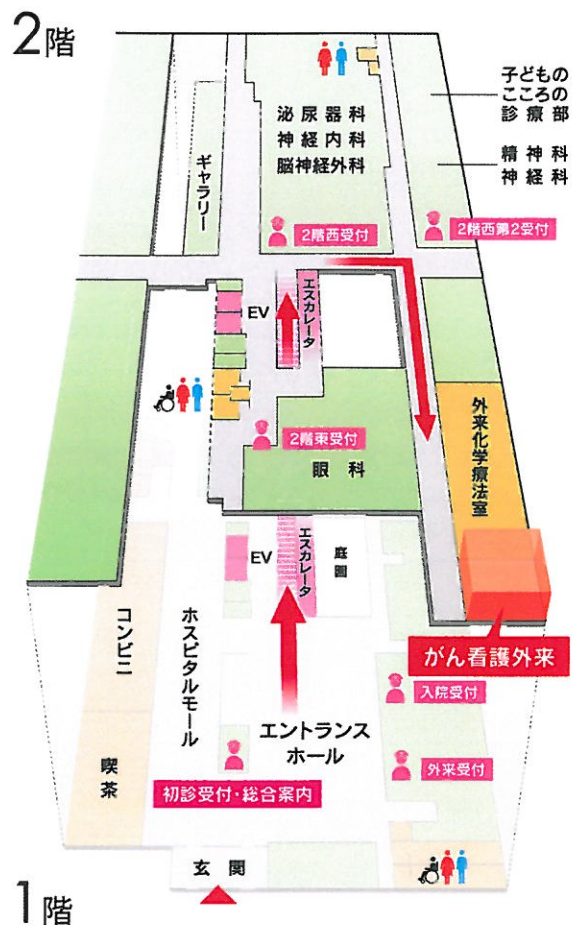 2階
泌尿器科
神経内科
脳神経外科
子どもの
こころの
診療部
精神科
神経科
ギャラリー
2階西受付
2階西第2受付
EV
エスカレータ
2階東受付
眼科
外来化学療法室
EV
エスカレータ
庭園
がん看護外来
コンビニ
ホスピタルモール
入院受付
エントランス
ホール
外来受付
喫茶
初診受付・総合案内
玄関
1階